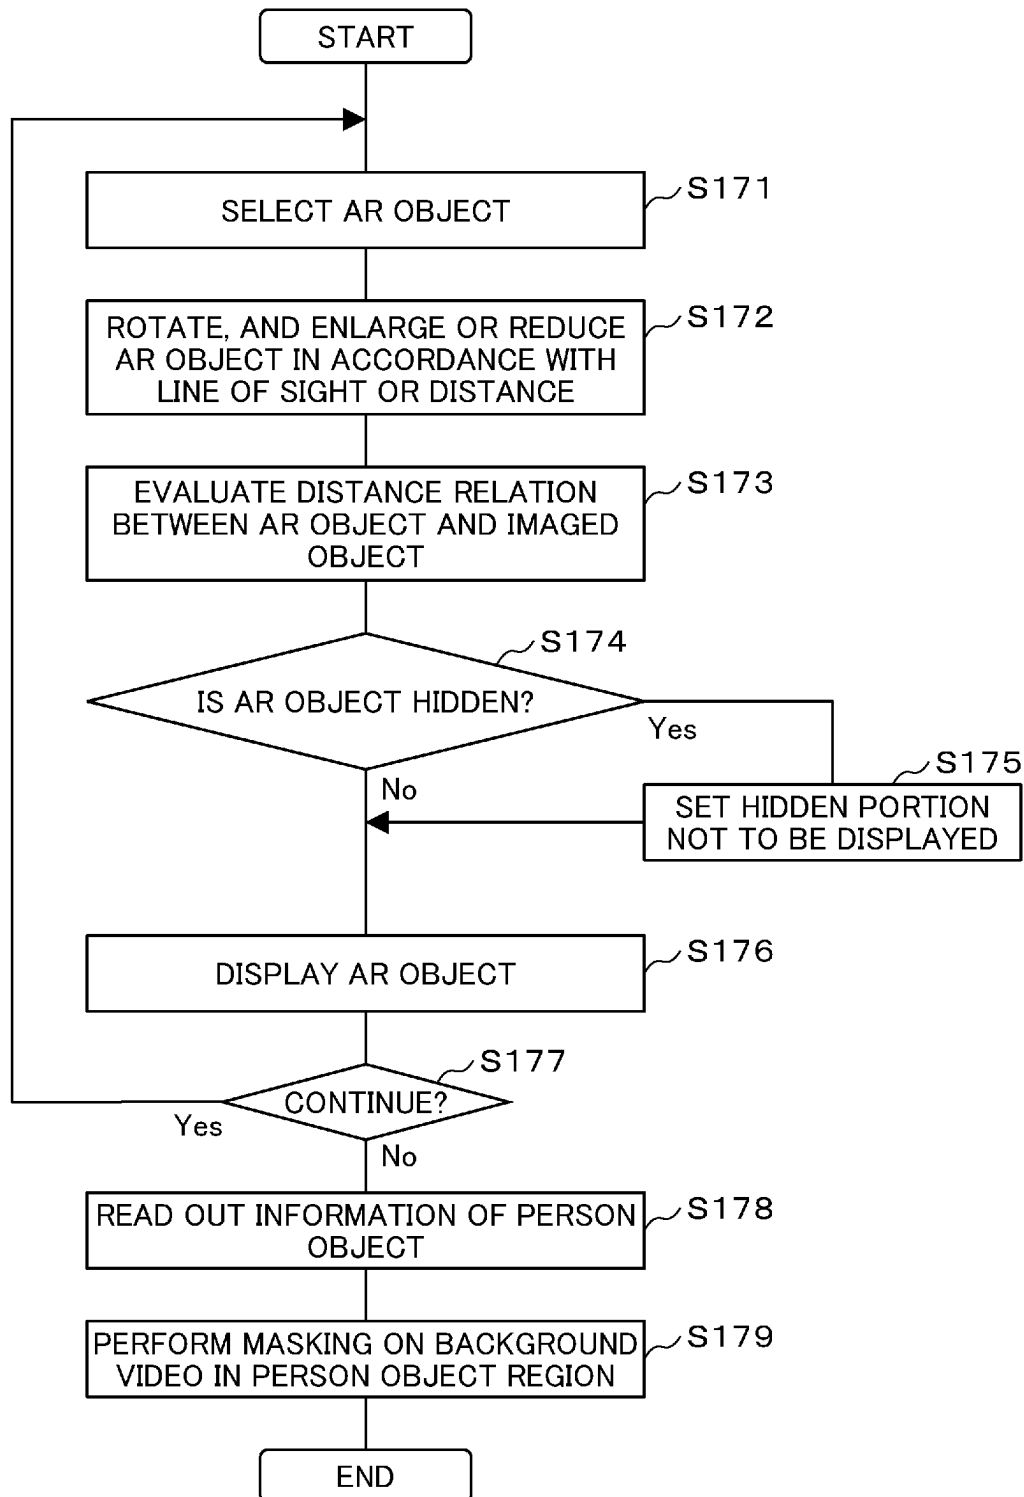 START
SELECT AR OBJECT
S171
ROTATE, AND ENLARGE OR REDUCE
AR OBJECT IN ACCORDANCE WITH
LINE OF SIGHT OR DISTANCE
S172
EVALUATE DISTANCE RELATION
BETWEEN AR OBJECT AND IMAGED
OBJECT
S173
IS AR OBJECT HIDDEN?
S174
Yes
No
S175
SET HIDDEN PORTION
NOT TO BE DISPLAYED
DISPLAY AR OBJECT
S176
CONTINUE?
S177
Yes
No
READ OUT INFORMATION OF PERSON
OBJECT
S178
PERFORM MASKING ON BACKGROUND
VIDEO IN PERSON OBJECT REGION
S179
END